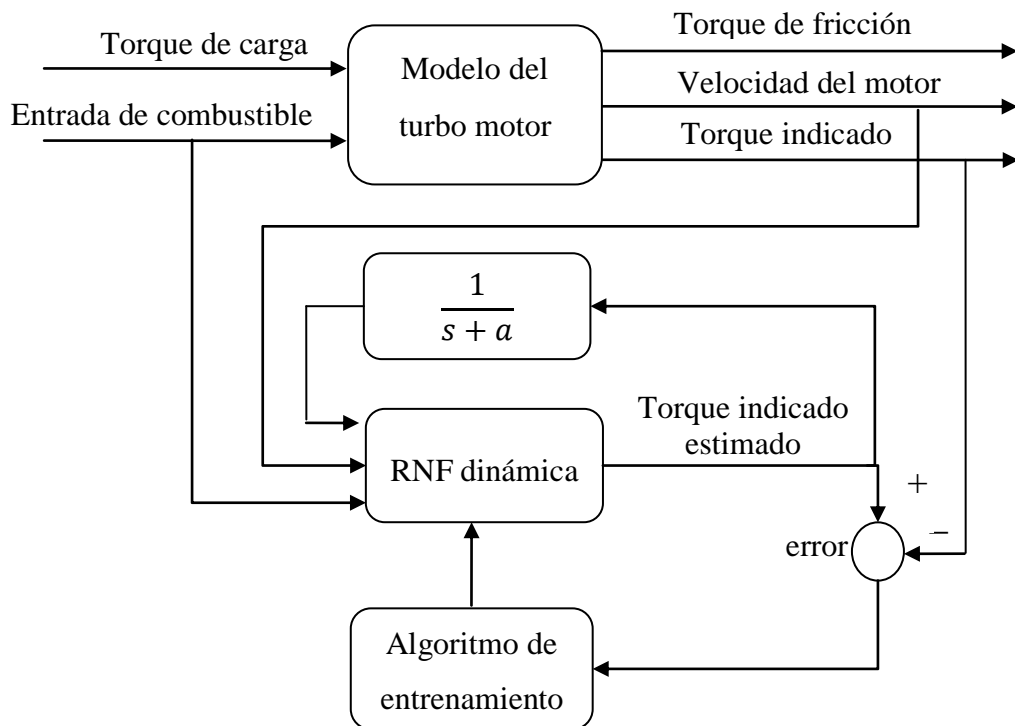 Torque de carga
Entrada de combustible
Modelo del
turbo motor
Torque de fricción
Velocidad del motor
Torque indicado
1
s + a
RNF dinámica
Torque indicado
estimado
+
−
error
Algoritmo de
entrenamiento